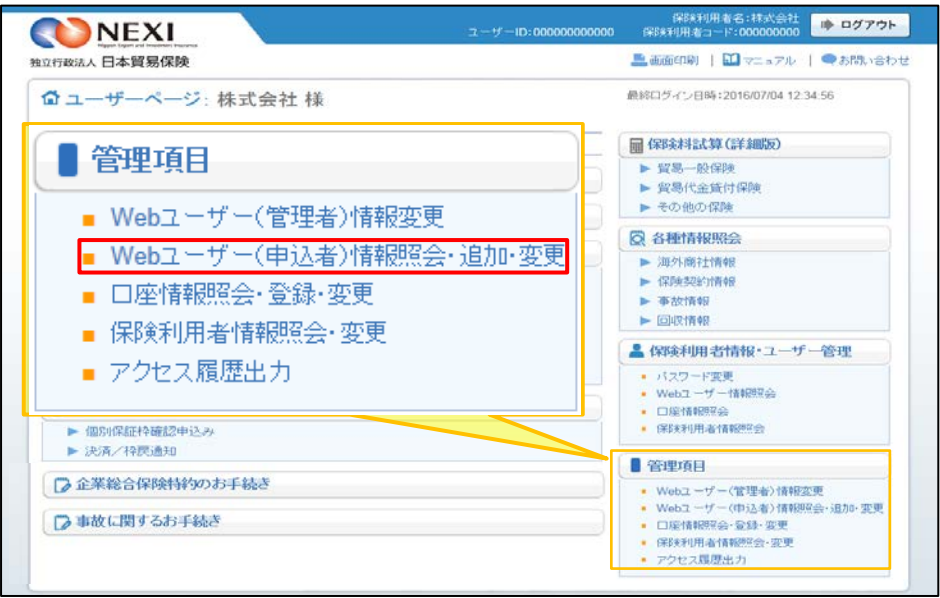 NEXI
Nippon Export and Investment Insurance
独立行政法人 日本貿易保険
ユーザーID:000000000000
保険利用者名:株式会社
保険利用者コード:000000000
ログアウト
画面印刷 | マニュアル | お問い合わせ
ユーザーページ: 株式会社 様
最終ログイン日時:2016/07/04 12:34:56
管理項目
Webユーザー(管理者)情報変更
Webユーザー(申込者)情報照会・追加・変更
口座情報照会・登録・変更
保険利用者情報照会・変更
アクセス履歴出力
個別保証枠確認申込み
決済/枠戻通知
企業総合保険特約のお手続き
事故に関するお手続き
保険料試算(詳細版)
貿易一般保険
貿易代金貸付保険
その他の保険
各種情報照会
海外商社情報
保険契約情報
事故情報
回収情報
保険利用者情報・ユーザー管理
パスワード変更
Webユーザー情報照会
口座情報照会
保険利用者情報照会
管理項目
Webユーザー(管理者)情報変更
Webユーザー(申込者)情報照会・追加・変更
口座情報照会・登録・変更
保険利用者情報照会・変更
アクセス履歴出力